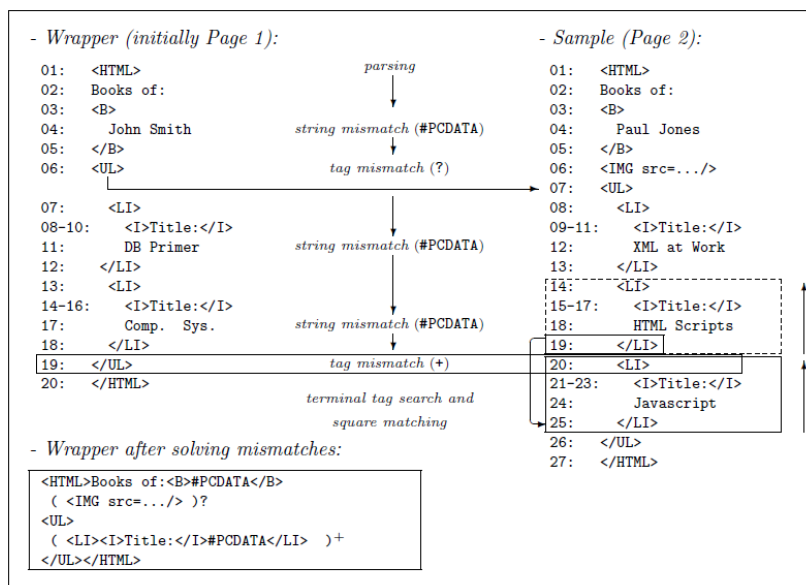 - Wrapper (initially Page 1):
01: <HTML>
02: Books of:
03: <B>
04: John Smith
05: </B>
06: <UL>
07: <LI>
08-10: <I>Title:</I>
11: DB Primer
12: </LI>
13: <LI>
14-16: <I>Title:</I>
17: Comp. Sys.
18: </LI>
19: </UL>
20: </HTML>
parsing
string mismatch (#PCDATA)
tag mismatch (?)
string mismatch (#PCDATA)
string mismatch (#PCDATA)
tag mismatch (+)
terminal tag search and
square matching
- Sample (Page 2):
01: <HTML>
02: Books of:
03: <B>
04: Paul Jones
05: </B>
06: <IMG src=.../>
07: <UL>
08: <LI>
09-11: <I>Title:</I>
12: XML at Work
13: </LI>
14: <LI>
15-17: <I>Title:</I>
18: HTML Scripts
19: </LI>
20: <LI>
21-23: <I>Title:</I>
24: Javascript
25: </LI>
26: </UL>
27: </HTML>
- Wrapper after solving mismatches:
<HTML>Books of:<B>#PCDATA</B>
( <IMG src=.../> )?
<UL>
( <LI><I>Title:</I>#PCDATA</LI> )+
</UL></HTML>